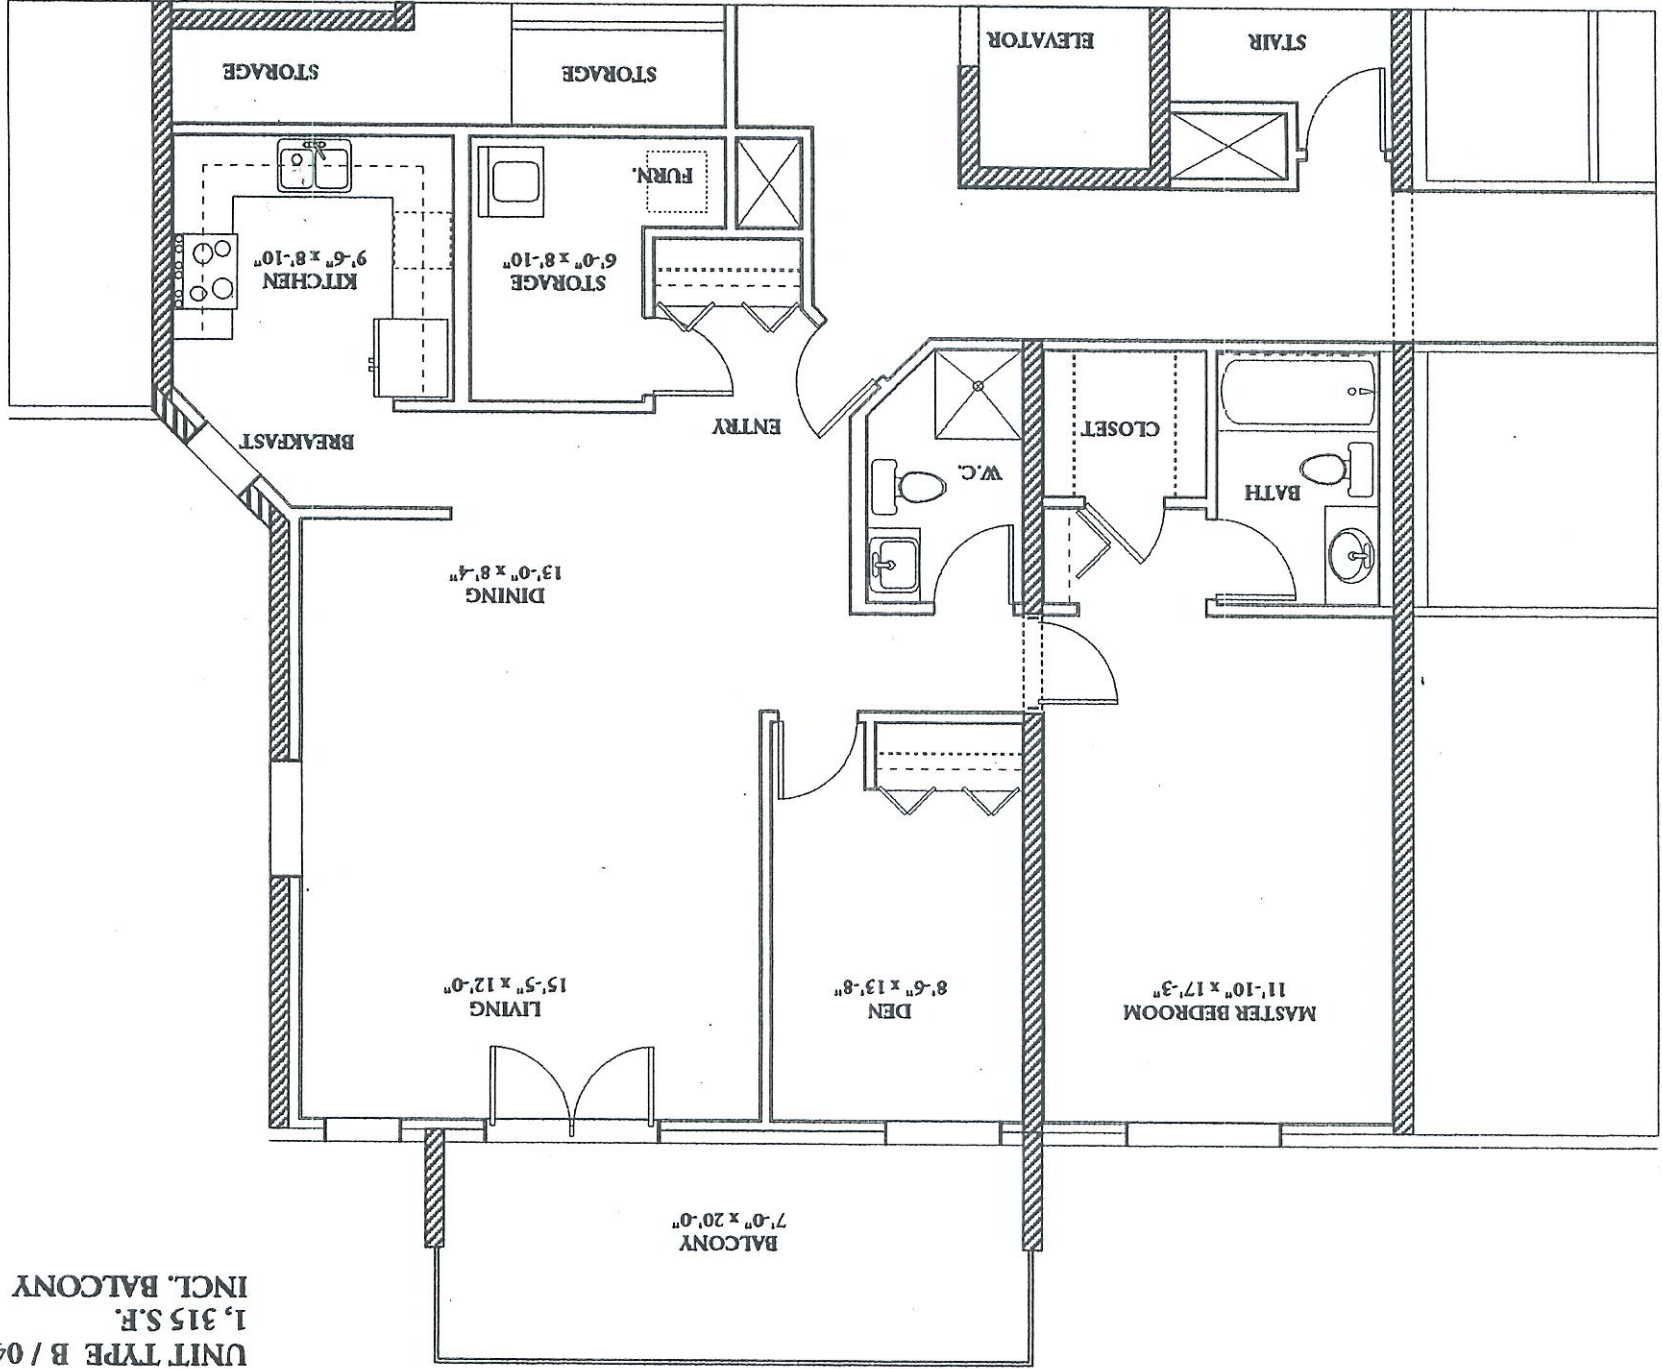 UNIT TYPE B / 04
1, 315 S.F.
INCL. BALCONY
BALCONY
7'-0" x 20'-0"
MASTER BEDROOM
11'-10" x 17'-3"
DEN
8'-6" x 13'-8"
LIVING
15'-5" x 12'-0"
DINING
13'-0" x 8'-4"
BATH
W.C.
CLOSET
ENTRY
BREAKFAST
STORAGE
6'-0" x 8'-10"
KITCHEN
9'-6" x 8'-10"
FURN.
STORAGE
STORAGE
STAIR
ELEVATOR